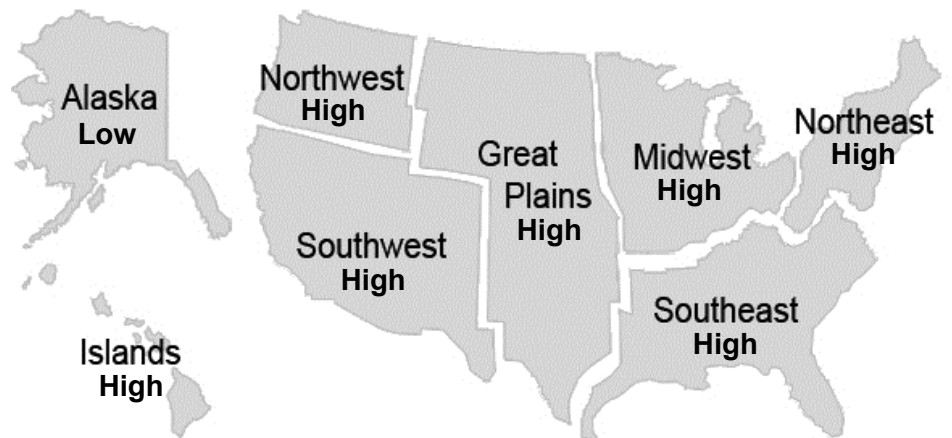 Alaska
Low
Northwest
High
Great
Plains
High
Midwest
High
Northeast
High
Southwest
High
Southeast
High
Islands
High